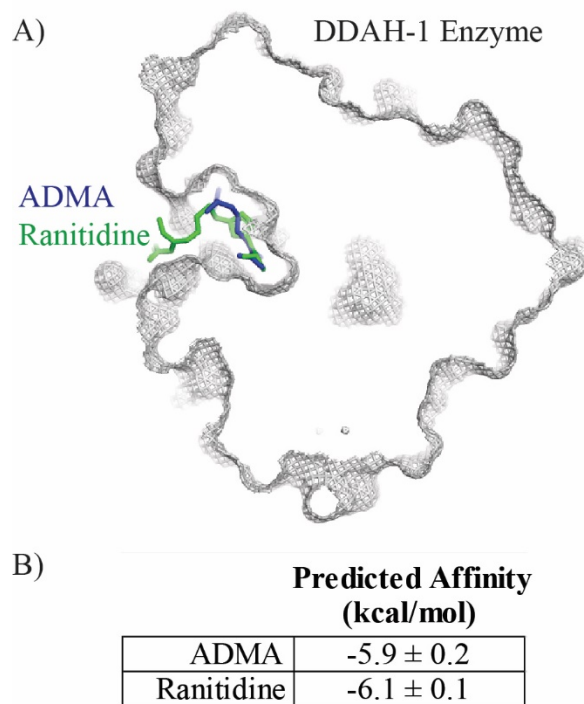 A)
DDAH-1 Enzyme
ADMA
Ranitidine
B)
Predicted Affinity
(kcal/mol)
ADMA -5.9 ± 0.2
Ranitidine -6.1 ± 0.1